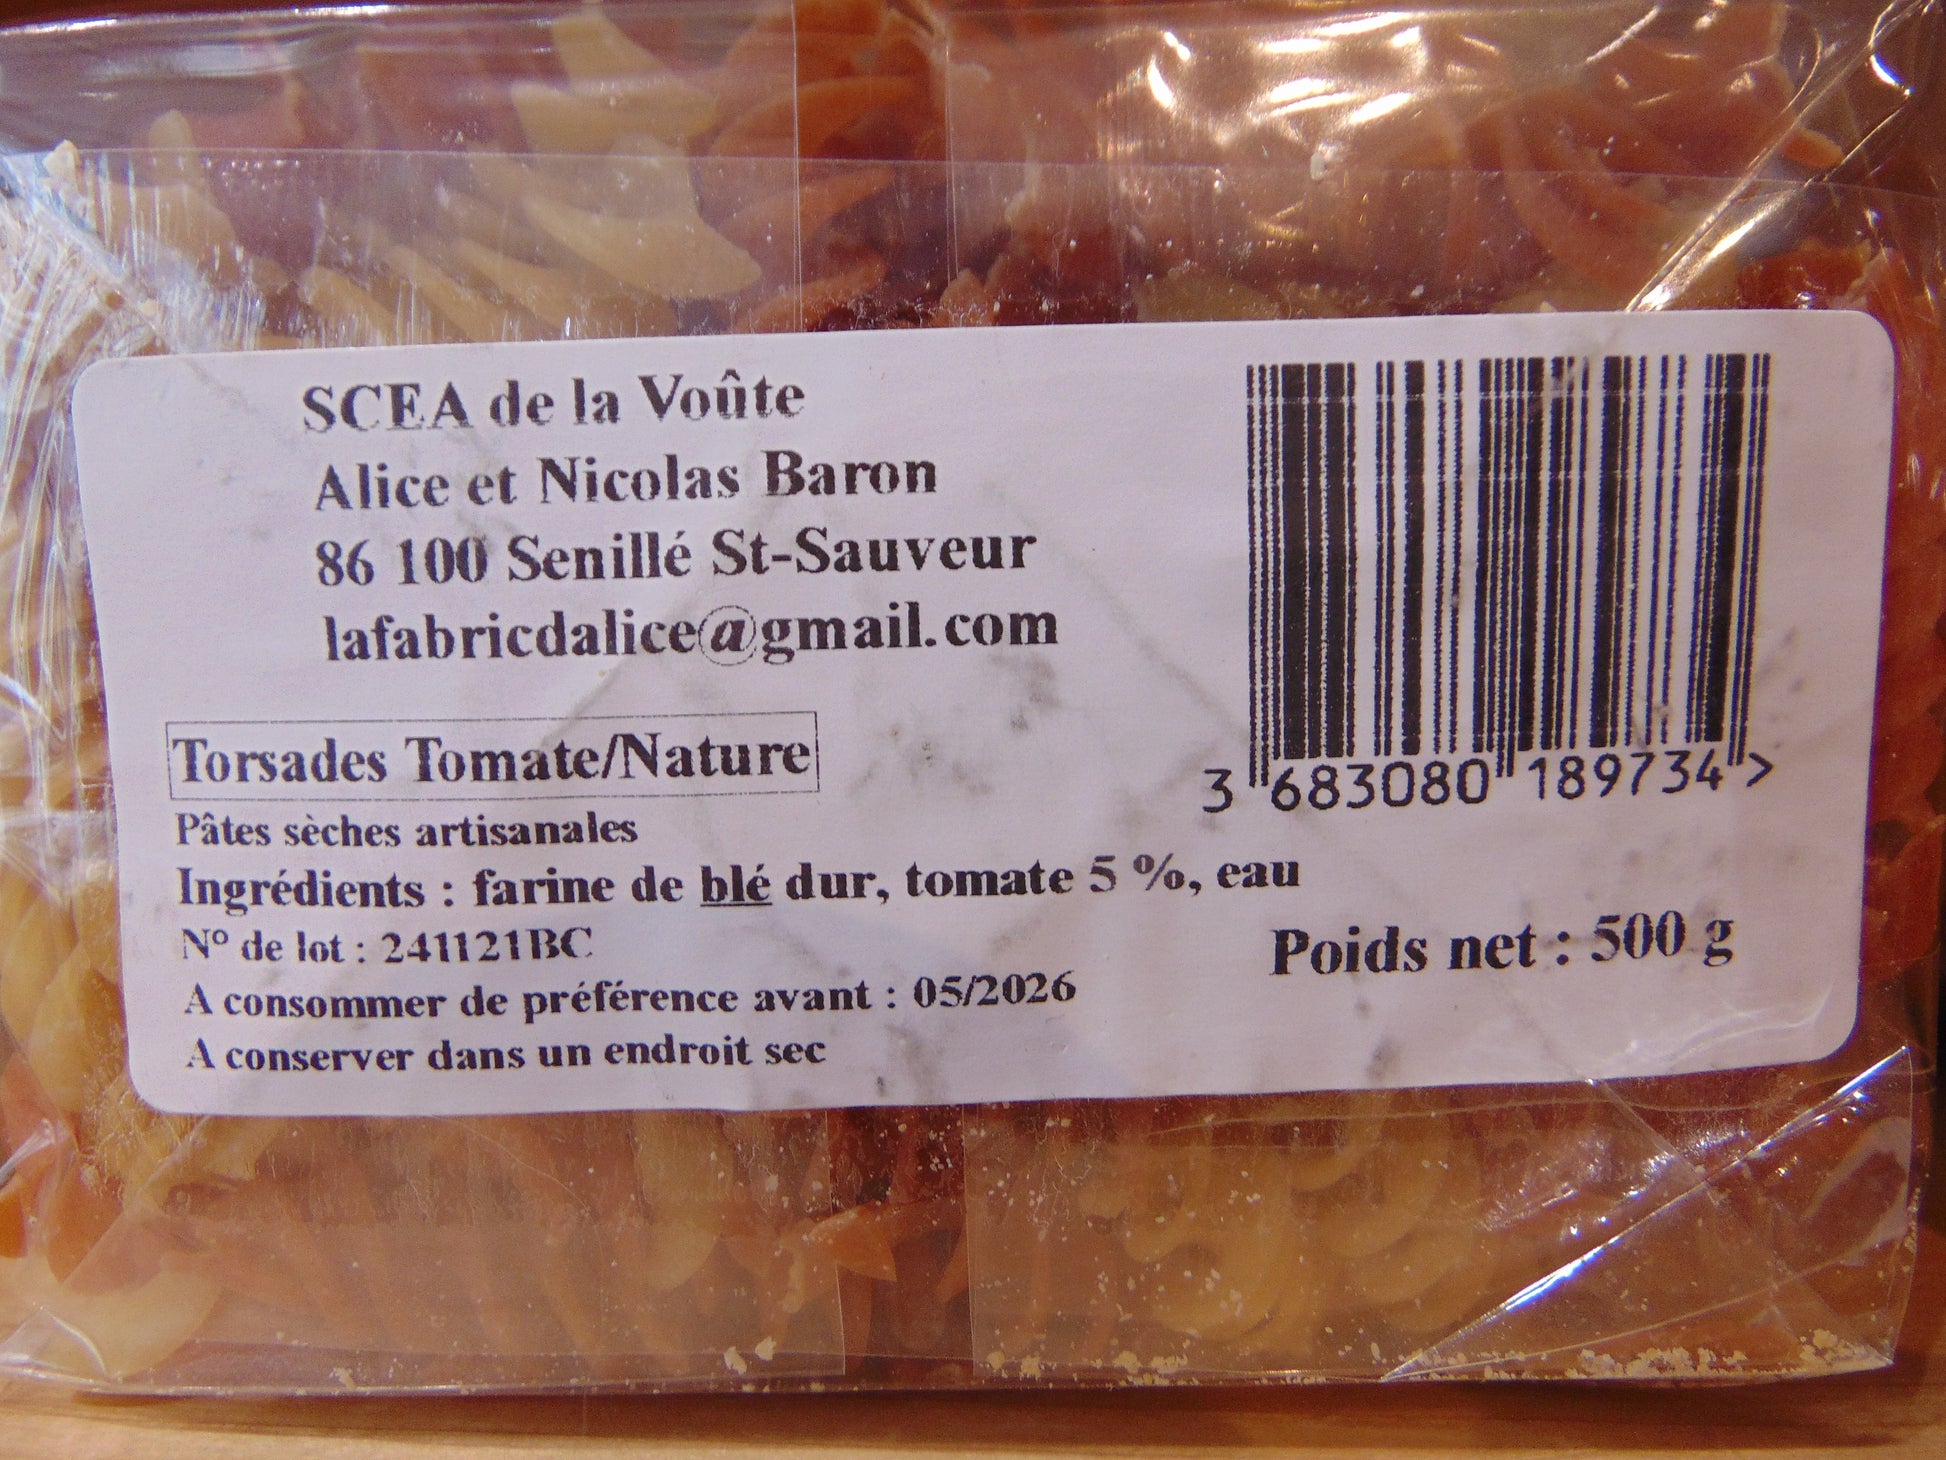 SCEA de la Voûte
Alice et Nicolas Baron
86 100 Senillé St-Sauveur
lafabricdalice@gmail.com
Torsades Tomate/Nature
Pâtes sèches artisanales
Ingrédients : farine de blé dur, tomate 5 %, eau
N° de lot : 241121BC
A consommer de préférence avant : 05/2026
A conserver dans un endroit sec
3 683080 189734 >
Poids net : 500 g